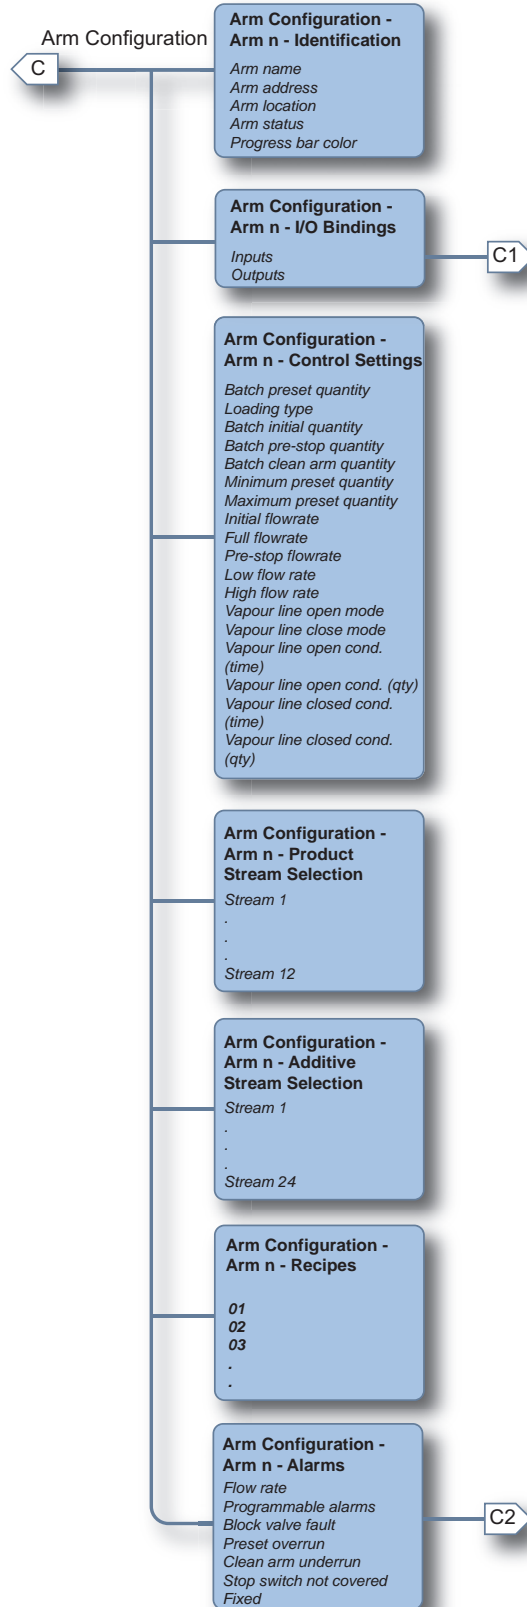 Arm Configuration
C
Arm Configuration -
Arm n - Identification
Arm name
Arm address
Arm location
Arm status
Progress bar color
Arm Configuration -
Arm n - I/O Bindings
Inputs
Outputs
C1
Arm Configuration -
Arm n - Control Settings
Batch preset quantity
Loading type
Batch initial quantity
Batch pre-stop quantity
Batch clean arm quantity
Minimum preset quantity
Maximum preset quantity
Initial flowrate
Full flowrate
Pre-stop flowrate
Low flow rate
High flow rate
Vapour line open mode
Vapour line close mode
Vapour line open cond.
(time)
Vapour line open cond. (qty)
Vapour line closed cond.
(time)
Vapour line closed cond.
(qty)
Arm Configuration -
Arm n - Product
Stream Selection
Stream 1
.
.
.
Stream 12
Arm Configuration -
Arm n - Additive
Stream Selection
Stream 1
.
.
.
Stream 24
Arm Configuration -
Arm n - Recipes
01
02
03
.
.
Arm Configuration -
Arm n - Alarms
Flow rate
Programmable alarms
Block valve fault
Preset overrun
Clean arm underrun
Stop switch not covered
Fixed
C2